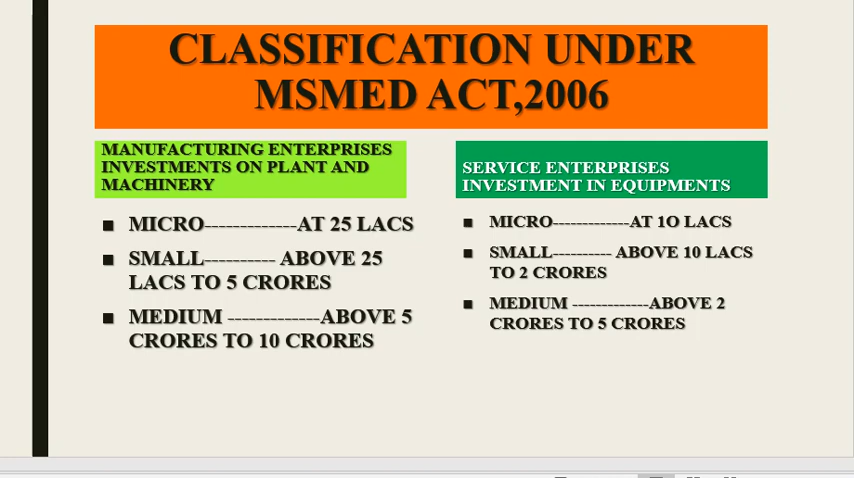 CLASSIFICATION UNDER
MSMED ACT,2006
MANUFACTURING ENTERPRISES
INVESTMENTS ON PLANT AND
MACHINERY
■ MICRO-------------AT 25 LACS
■ SMALL---------- ABOVE 25
LACS TO 5 CRORES
■ MEDIUM -------------ABOVE 5
CRORES TO 10 CRORES
SERVICE ENTERPRISES
INVESTMENT IN EQUIPMENTS
■ MICRO-------------AT 1O LACS
■ SMALL---------- ABOVE 10 LACS
TO 2 CRORES
■ MEDIUM -------------ABOVE 2
CRORES TO 5 CRORES